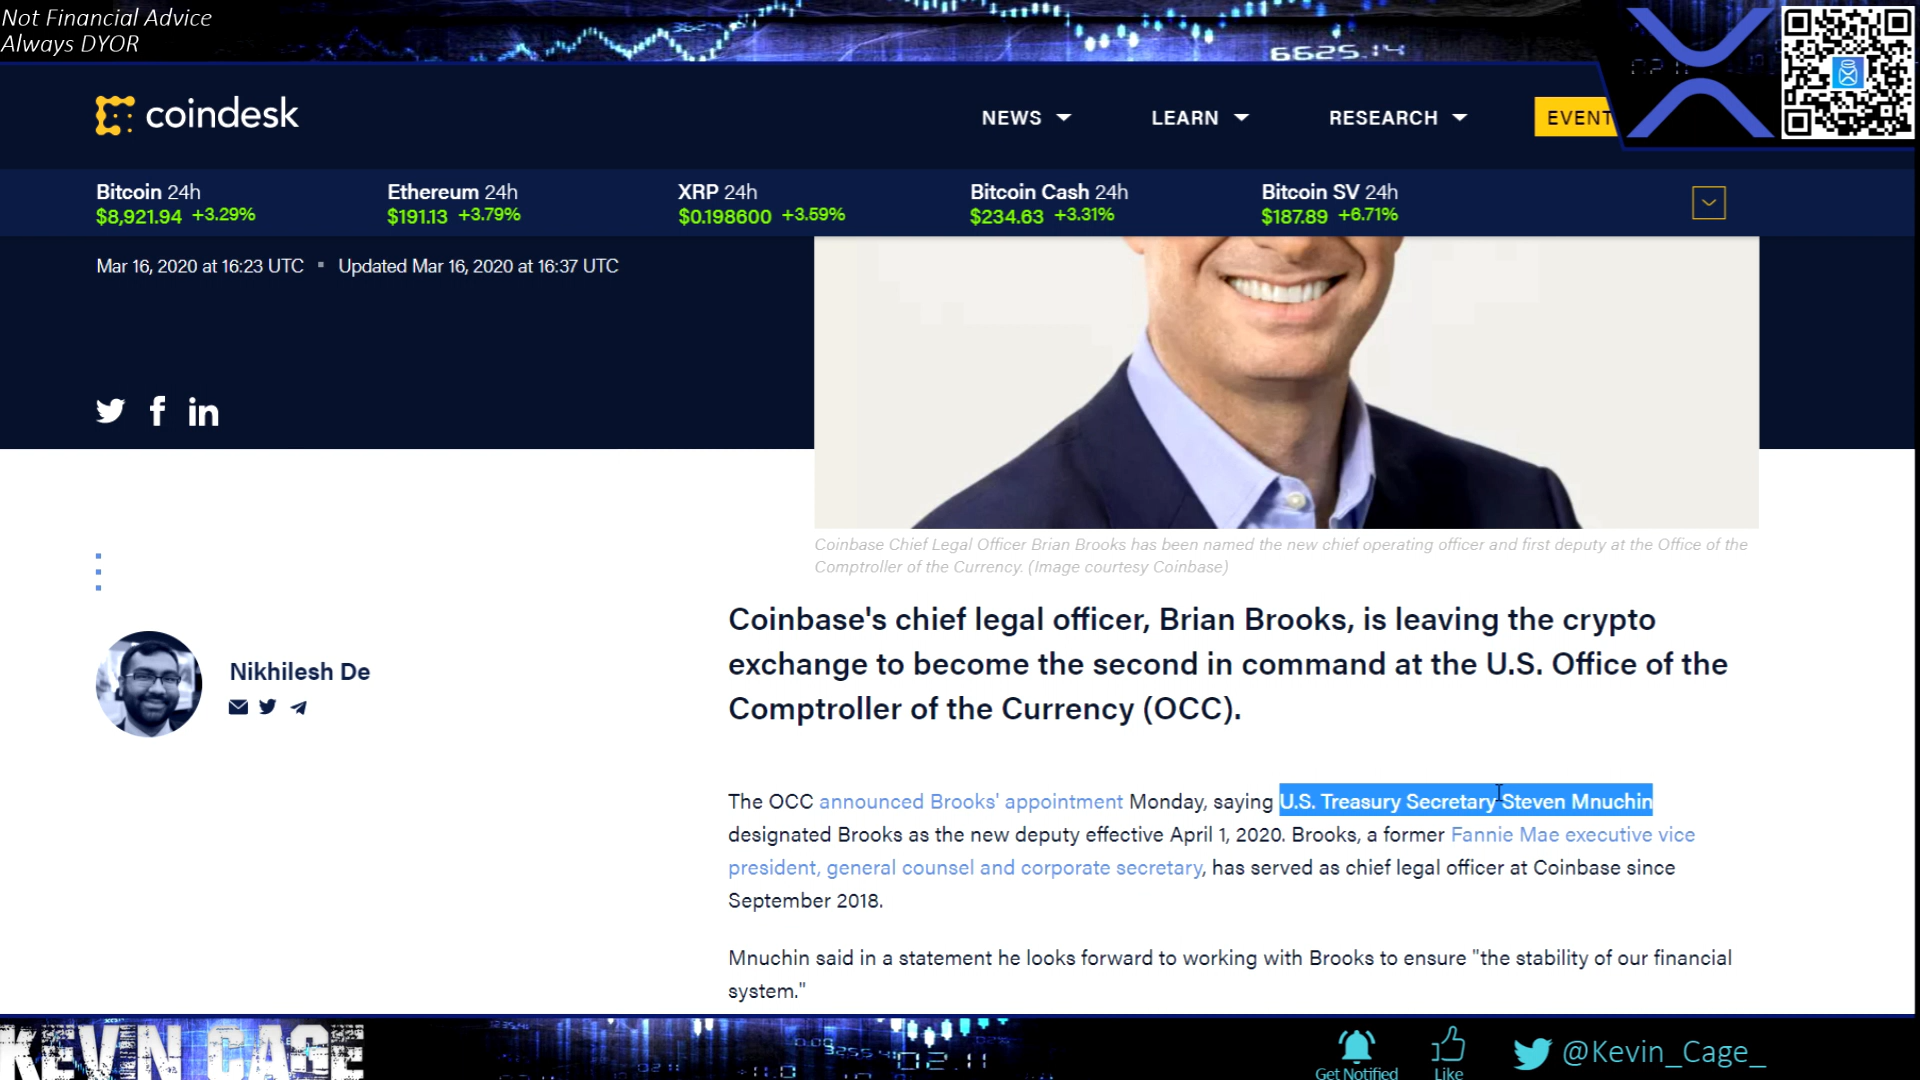 Not Financial Advice
Always DYOR
6625.14
coindesk
NEWS
LEARN
RESEARCH
EVENT
Bitcoin 24h
$8,921.94 +3.29%
Ethereum 24h
$191.13 +3.79%
XRP 24h
$0.198600 +3.59%
Bitcoin Cash 24h
$234.63 +3.31%
Bitcoin SV 24h
$187.89 +6.71%
Mar 16, 2020 at 16:23 UTC ▪ Updated Mar 16, 2020 at 16:37 UTC
Coinbase Chief Legal Officer Brian Brooks has been named the new chief operating officer and first deputy at the Office of the
Comptroller of the Currency. (Image courtesy Coinbase)
Nikhilesh De
Coinbase's chief legal officer, Brian Brooks, is leaving the crypto
exchange to become the second in command at the U.S. Office of the
Comptroller of the Currency (OCC).
The OCC announced Brooks' appointment Monday, saying U.S. Treasury Secretary Steven Mnuchin
designated Brooks as the new deputy effective April 1, 2020. Brooks, a former Fannie Mae executive vice
president, general counsel and corporate secretary, has served as chief legal officer at Coinbase since
September 2018.
Mnuchin said in a statement he looks forward to working with Brooks to ensure "the stability of our financial
system."
KEVIN CAGE
02.11
Get Notified
Like
@Kevin_Cage_